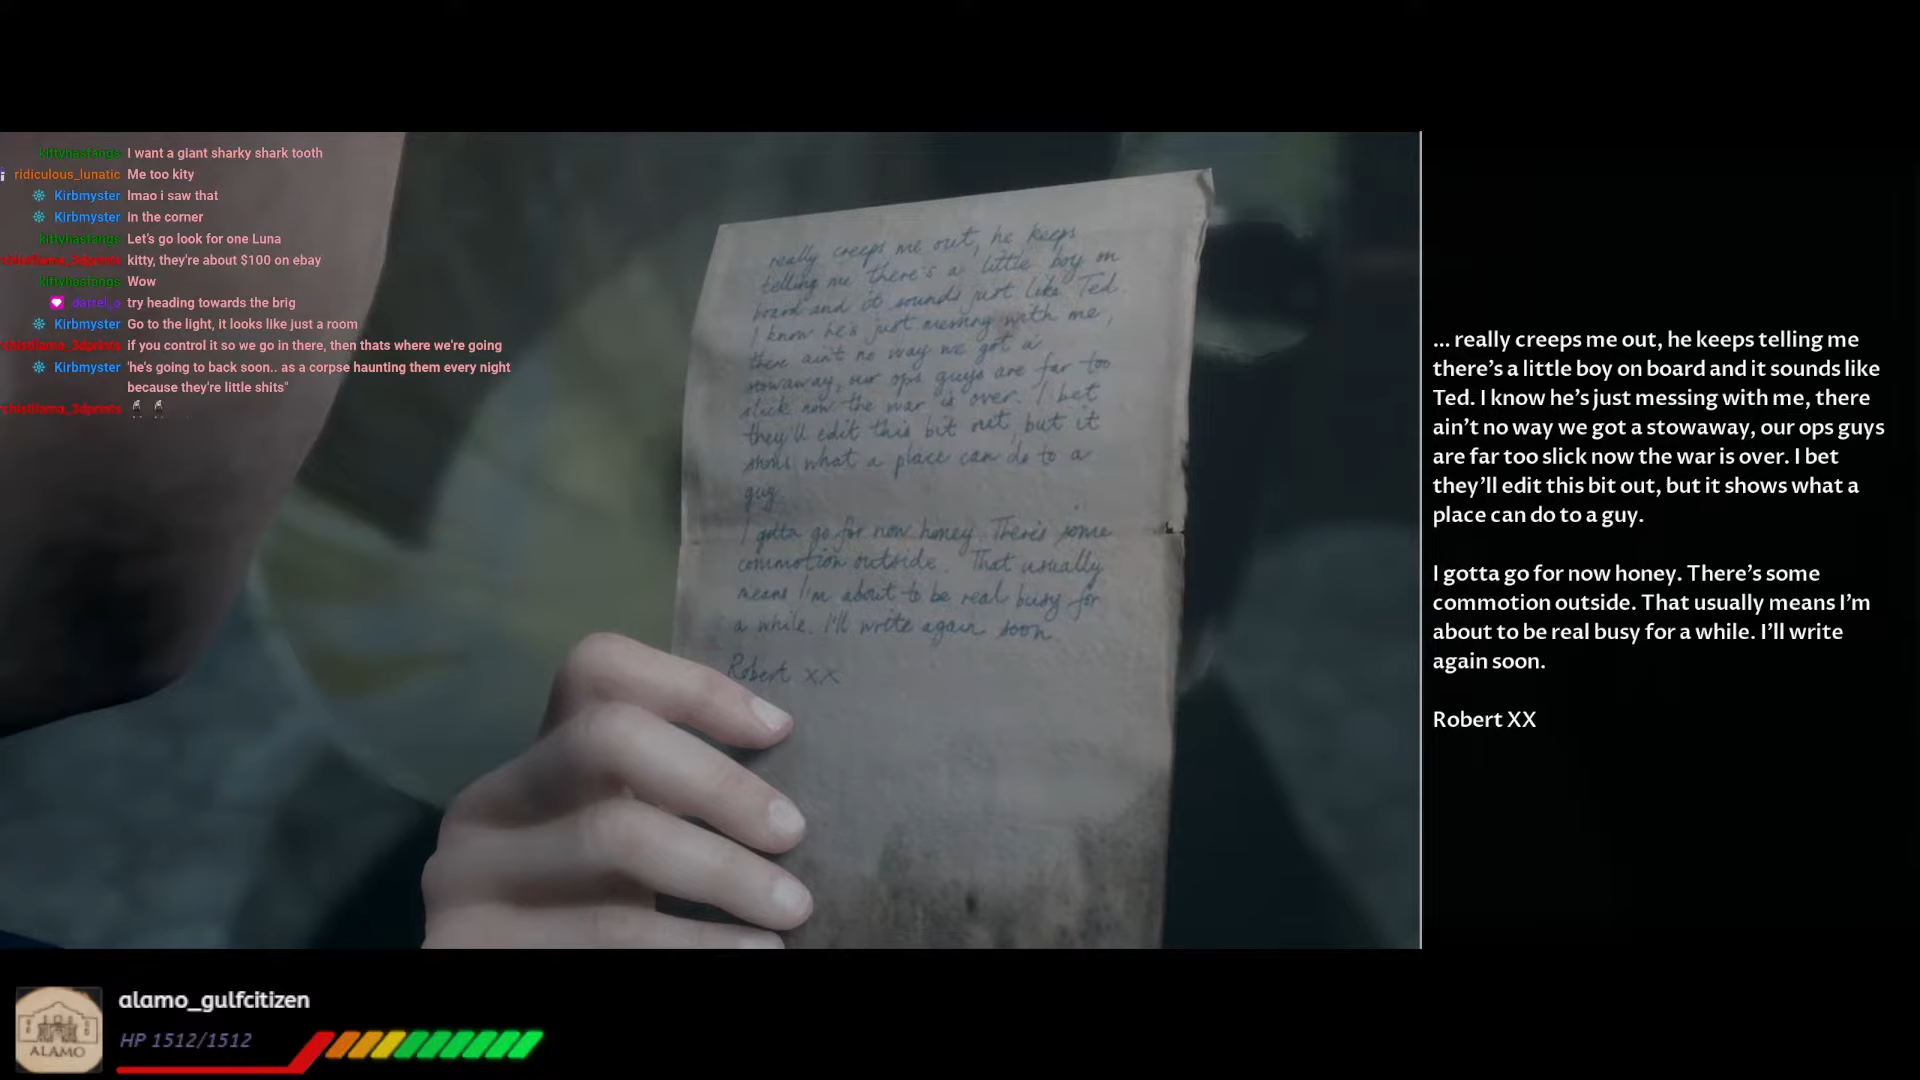 kittyhasfangs I want a giant sharky shark tooth
ridiculous_lunatic Me too kity
Kirbmyster lmao i saw that
Kirbmyster in the corner
kittyhasfangs Let's go look for one Luna
chistllama_3dprints kitty, they're about $100 on ebay
kittyhasfangs Wow
darrel_o try heading towards the brig
Kirbmyster Go to the light, it looks like just a room
chistllama_3dprints if you control it so we go in there, then thats where we're going
Kirbmyster 'he's going to back soon.. as a corpse haunting them every night
because they're little shits"
chistllama_3dprints
really creeps me out, he keeps
telling me there's a little boy on
board and it sounds just like Ted.
I know he's just messing with me,
there ain't no way we got a
stowaway, our ops guys are far too
slick now the war is over. I bet
they'll edit this bit out, but it
shows what a place can do to a
guy.
I gotta go for now honey. There's some
commotion outside. That usually
means I'm about to be real busy for
a while. I'll write again soon.
Robert XX
... really creeps me out, he keeps telling me
there's a little boy on board and it sounds like
Ted. I know he's just messing with me, there
ain't no way we got a stowaway, our ops guys
are far too slick now the war is over. I bet
they'll edit this bit out, but it shows what a
place can do to a guy.
I gotta go for now honey. There's some
commotion outside. That usually means I'm
about to be real busy for a while. I'll write
again soon.
Robert XX
alamo_gulfcitizen
HP 1512/1512
ALAMO